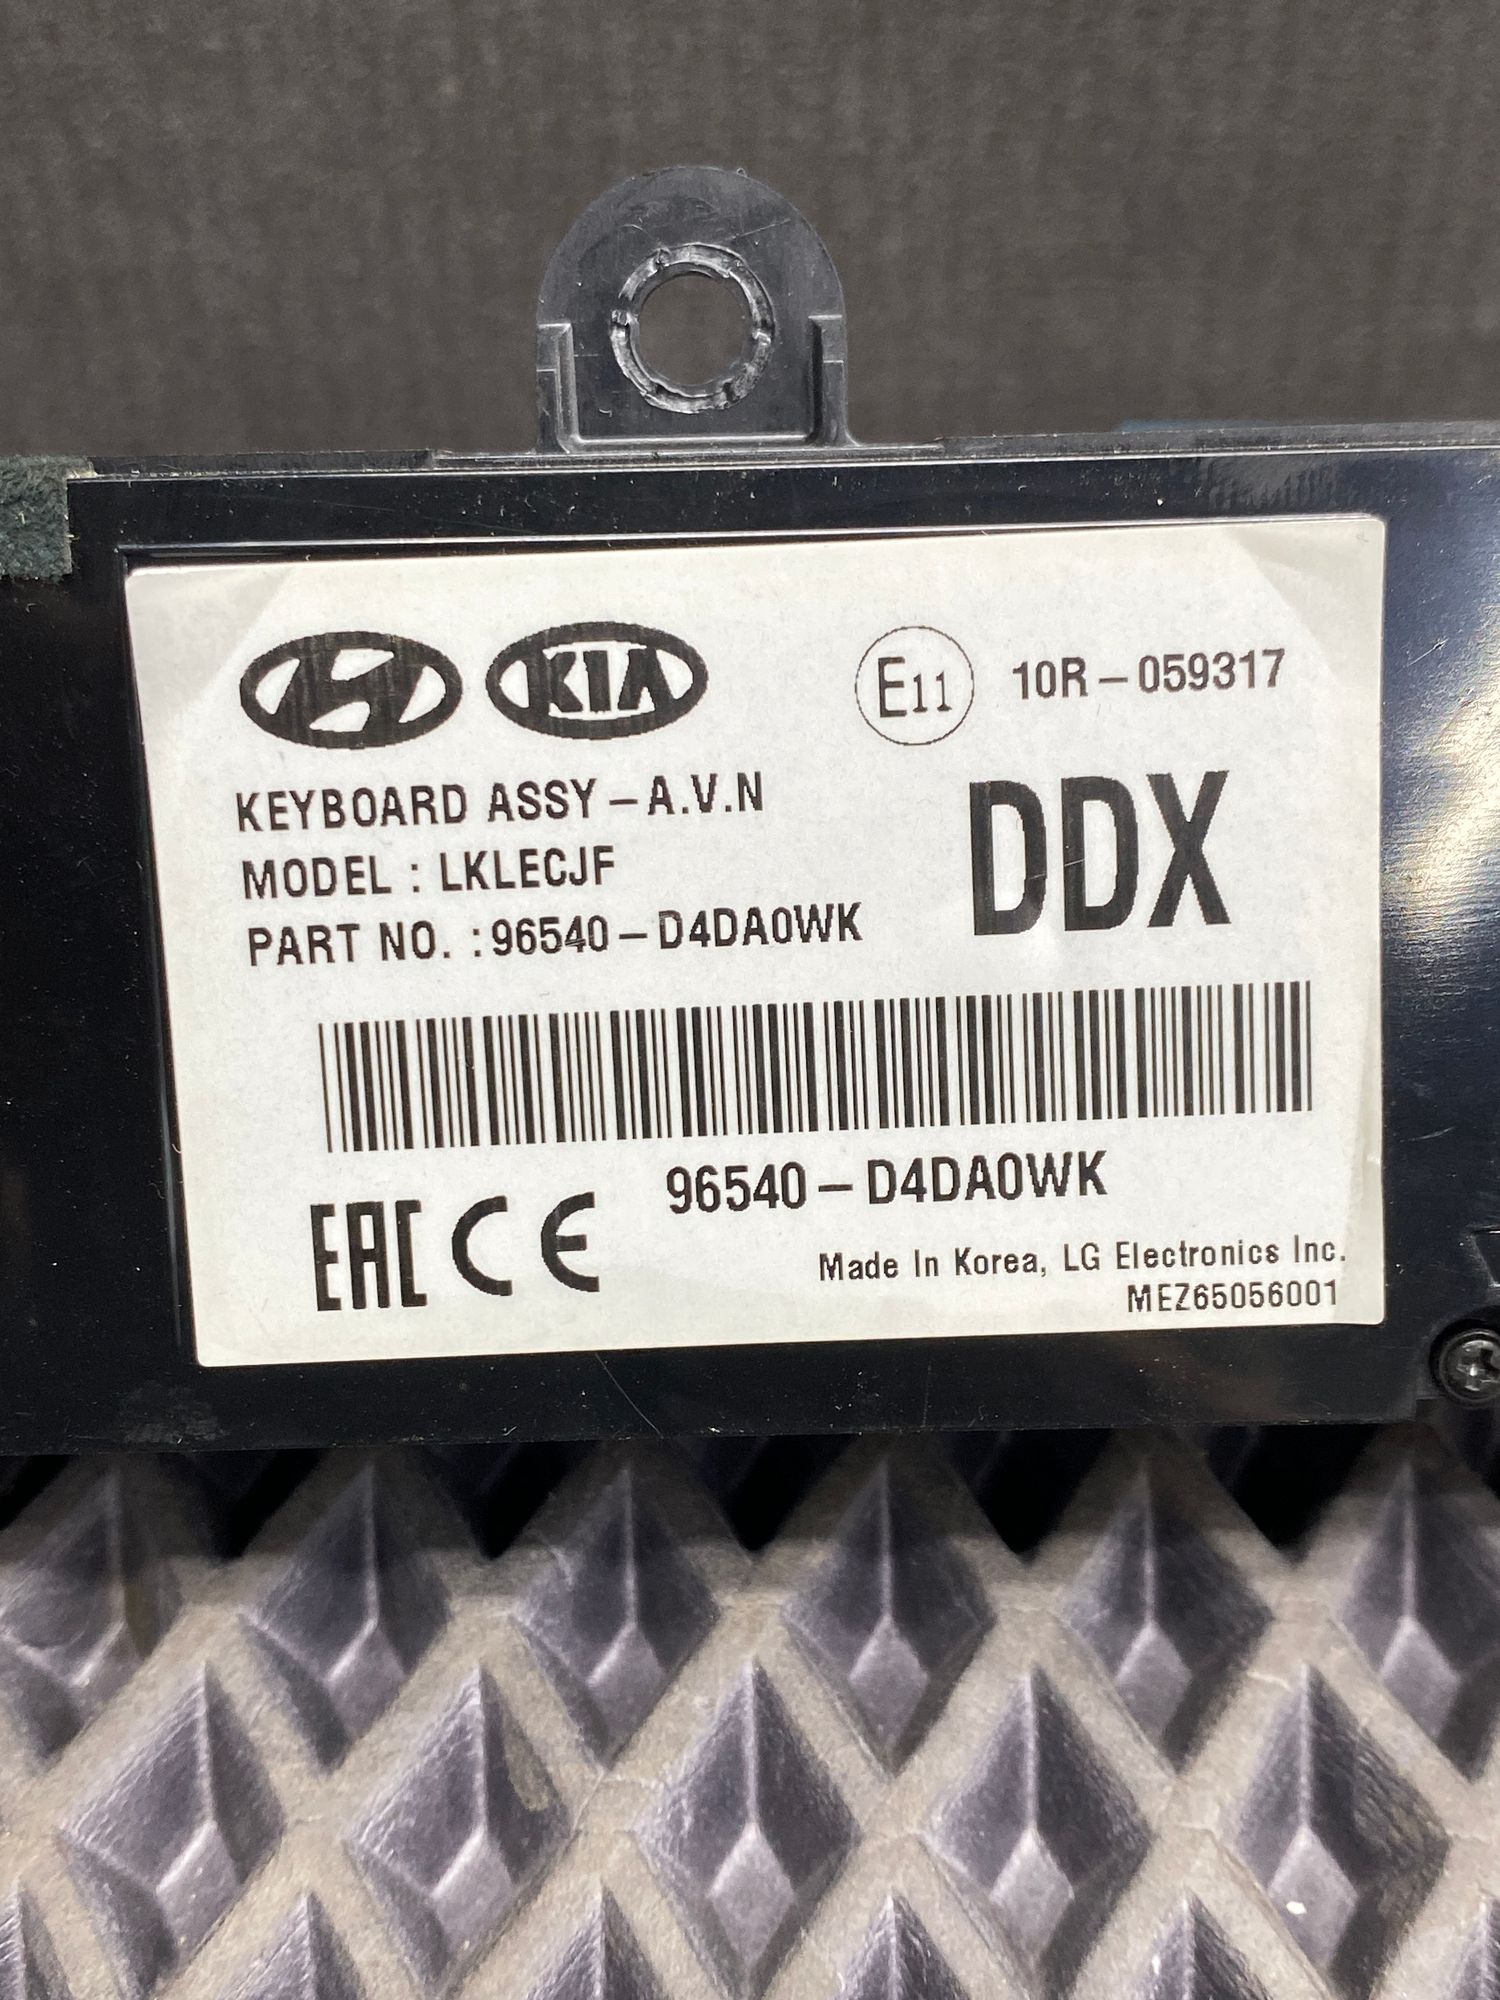 KIA E11 10R-059317
KEYBOARD ASSY-A.V.N
MODEL : LKLECJF
DDX
PART NO. :96540-D4DA0WK
96540-D4DA0WK
EAC CE
Made In Korea, LG Electronics Inc.
MEZ65056001